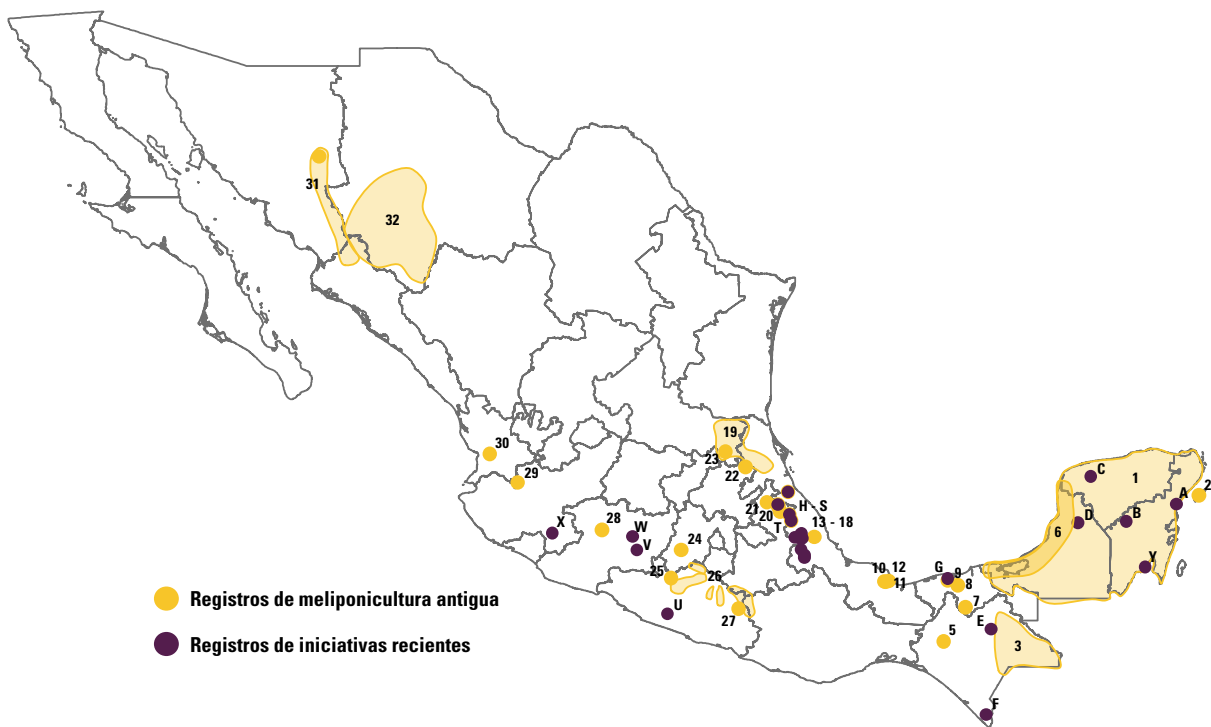 31
32
30
29
19
23
22
21
20
H - S
T
13 - 18
X
28
W
V
24
25
26
27
U
10
12
11
G
9
8
7
E
5
3
F
C
1
2
A
B
D
6
Y
Registros de meliponicultura antigua
Registros de iniciativas recientes